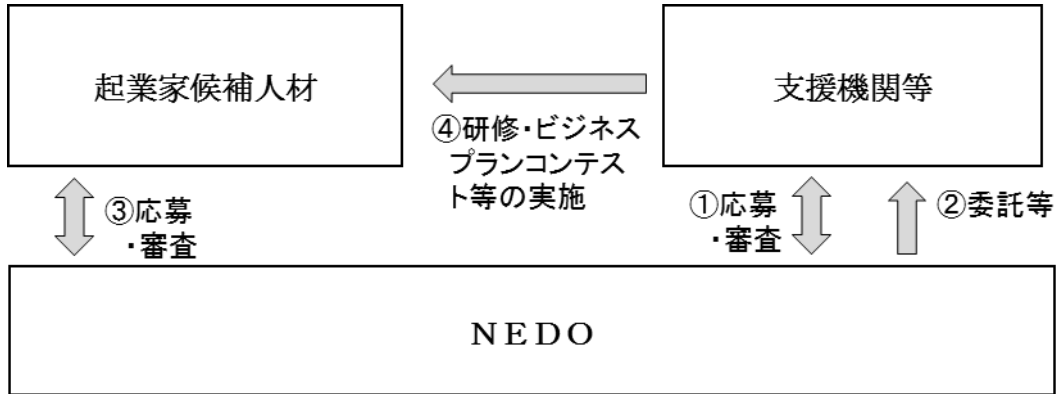 起業家候補人材
支援機関等
④研修・ビジネス
プランコンテス
ト等の実施
③応募
・審査
①応募
・審査
②委託等
NEDO